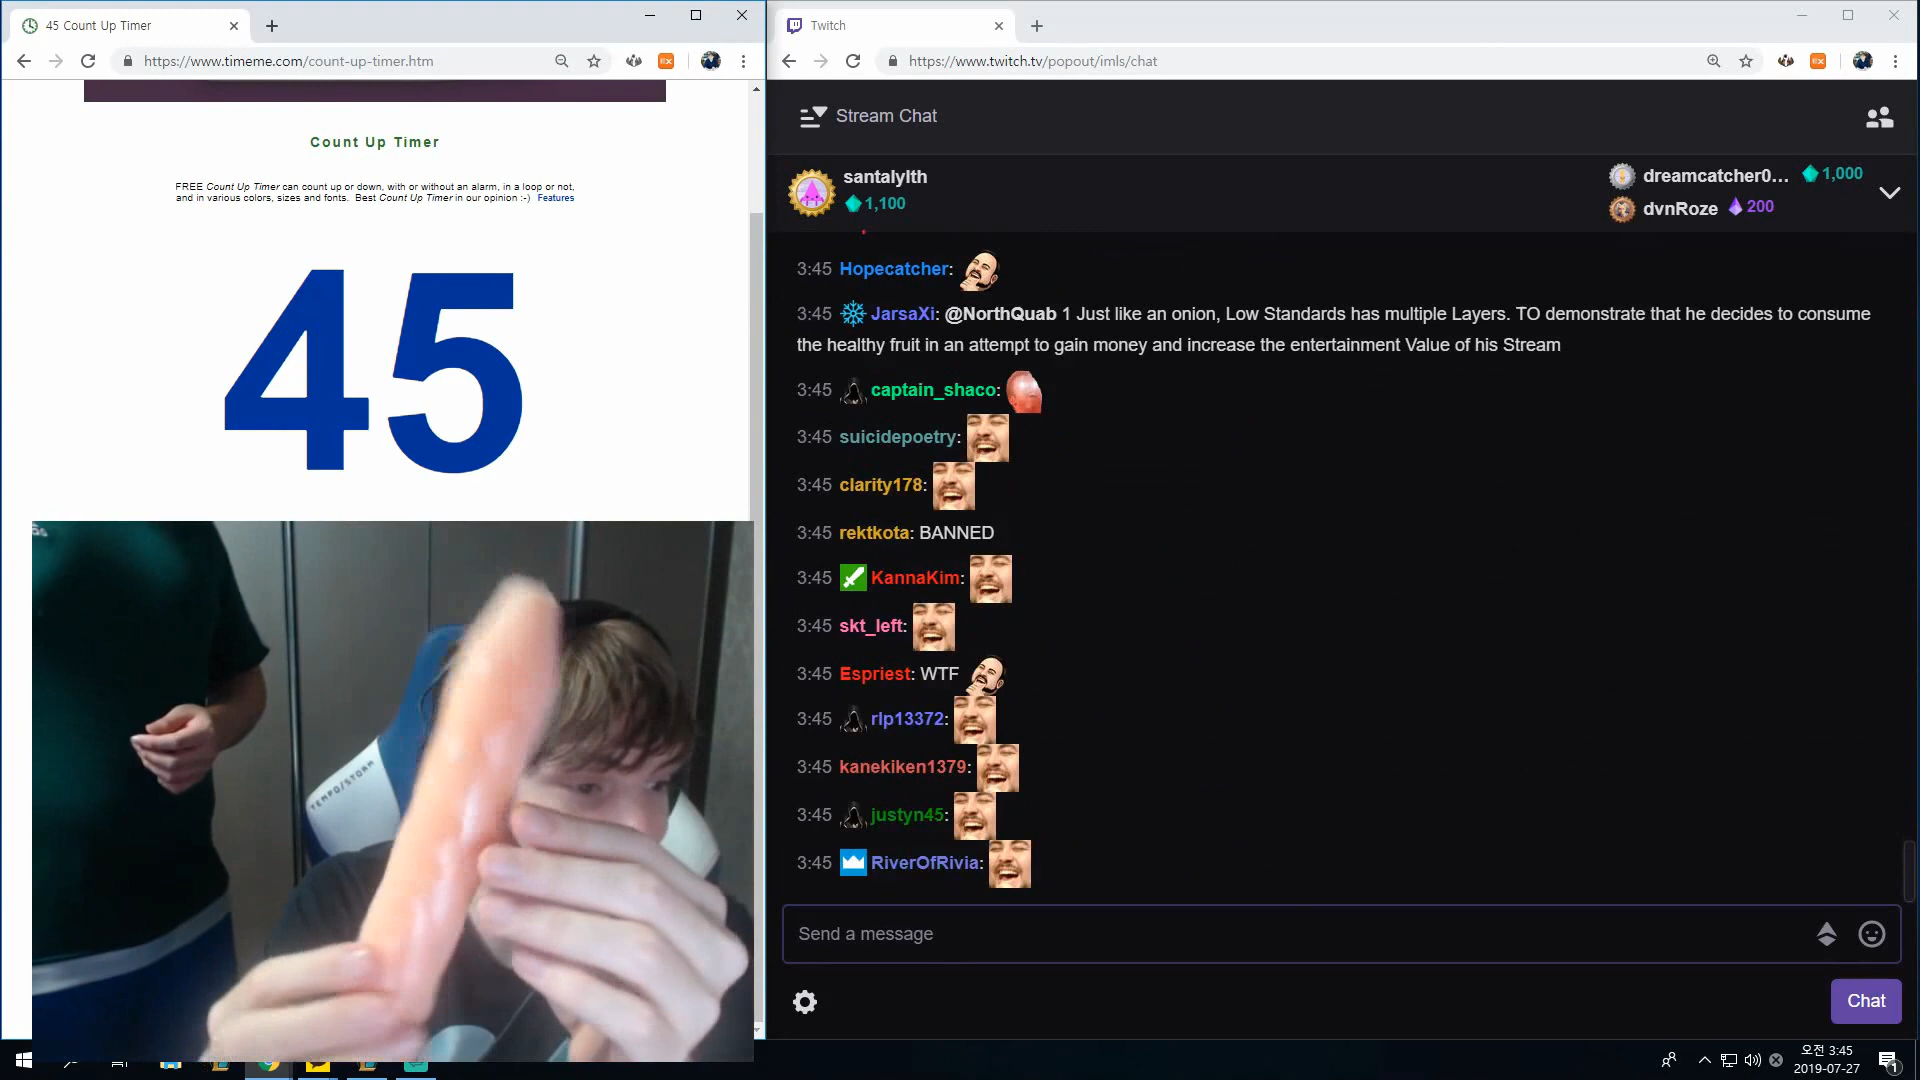 45 Count Up Timer
https://www.timeme.com/count-up-timer.htm
Count Up Timer
FREE Count Up Timer can count up or down, with or without an alarm, in a loop or not,
and in various colors, sizes and fonts. Best Count Up Timer in our opinion :-) Features
45
TEMPO/STORM
Twitch
https://www.twitch.tv/popout/imls/chat
Stream Chat
santalylth
1,100
dreamcatcher0... 1,000
dvnRoze 200
3:45 Hopecatcher:
3:45 JarsaXi: @NorthQuab 1 Just like an onion, Low Standards has multiple Layers. TO demonstrate that he decides to consume
the healthy fruit in an attempt to gain money and increase the entertainment Value of his Stream
3:45 captain_shaco:
3:45 suicidepoetry:
3:45 clarity178:
3:45 rektkota: BANNED
3:45 KannaKim:
3:45 skt_left:
3:45 Espriest: WTF
3:45 rlp13372:
3:45 kanekiken1379:
3:45 justyn45:
3:45 RiverOfRivia:
Send a message
Chat
오전 3:45
2019-07-27
1